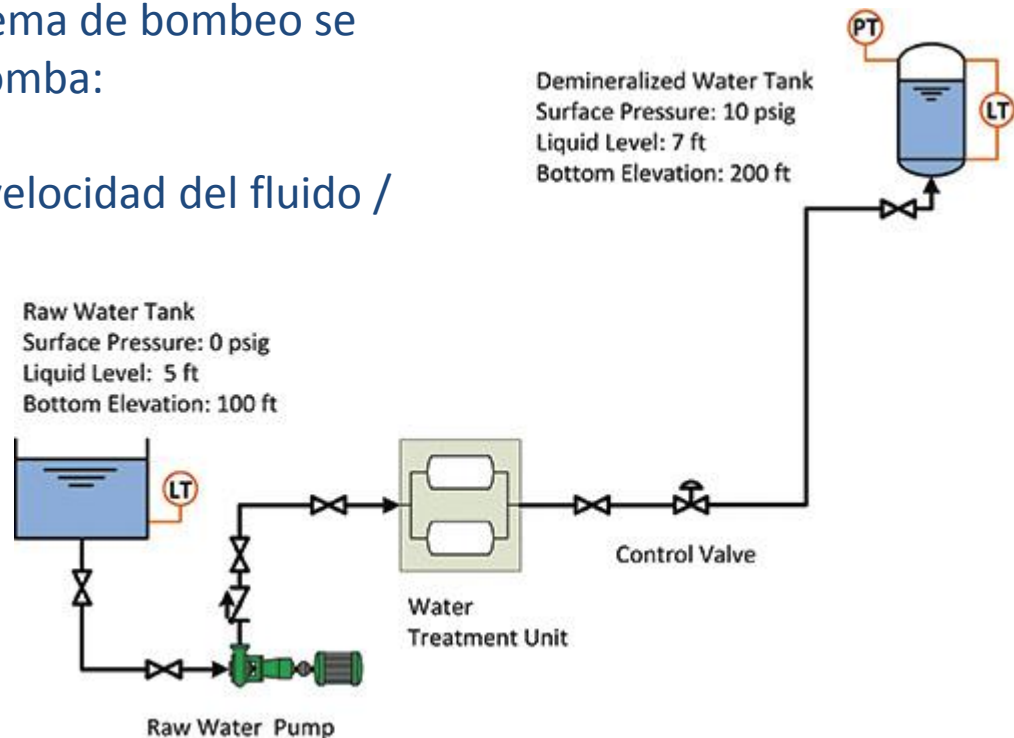 ema de bombeo se
omba:
velocidad del fluido /
PT
Demineralized Water Tank
Surface Pressure: 10 psig
Liquid Level: 7 ft
Bottom Elevation: 200 ft
LT
Raw Water Tank
Surface Pressure: 0 psig
Liquid Level: 5 ft
Bottom Elevation: 100 ft
LT
Control Valve
Water
Treatment Unit
Raw Water Pump